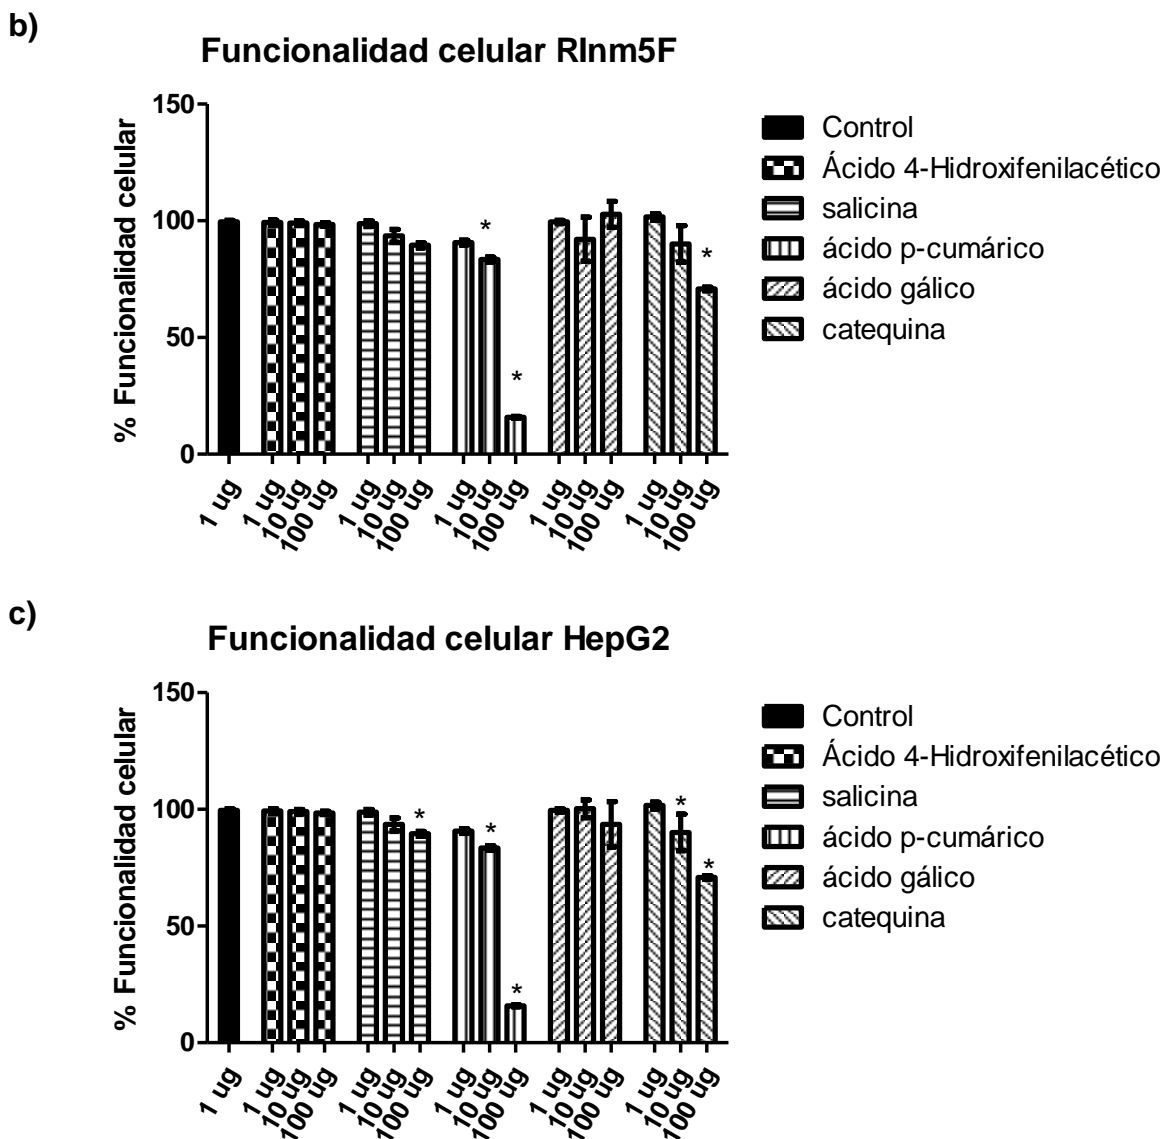 b)
Funcionalidad celular RInm5F
% Funcionalidad celular
150
100
50
0
*
*
*
1 ug
1 ug
10 ug
100 ug
1 ug
10 ug
100 ug
1 ug
10 ug
100 ug
1 ug
10 ug
100 ug
1 ug
10 ug
100 ug
Control
Ácido 4-Hidroxifenilacético
salicina
ácido p-cumárico
ácido gálico
catequina
c)
Funcionalidad celular HepG2
% Funcionalidad celular
150
100
50
0
*
*
*
*
*
1 ug
1 ug
10 ug
100 ug
1 ug
10 ug
100 ug
1 ug
10 ug
100 ug
1 ug
10 ug
100 ug
1 ug
10 ug
100 ug
Control
Ácido 4-Hidroxifenilacético
salicina
ácido p-cumárico
ácido gálico
catequina